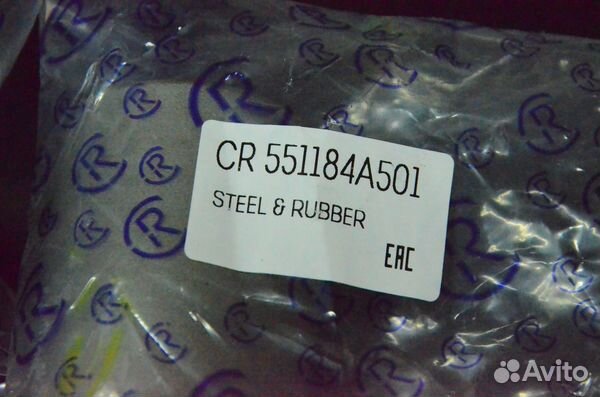 CR 551184A501
STEEL & RUBBER
EAC
Avito